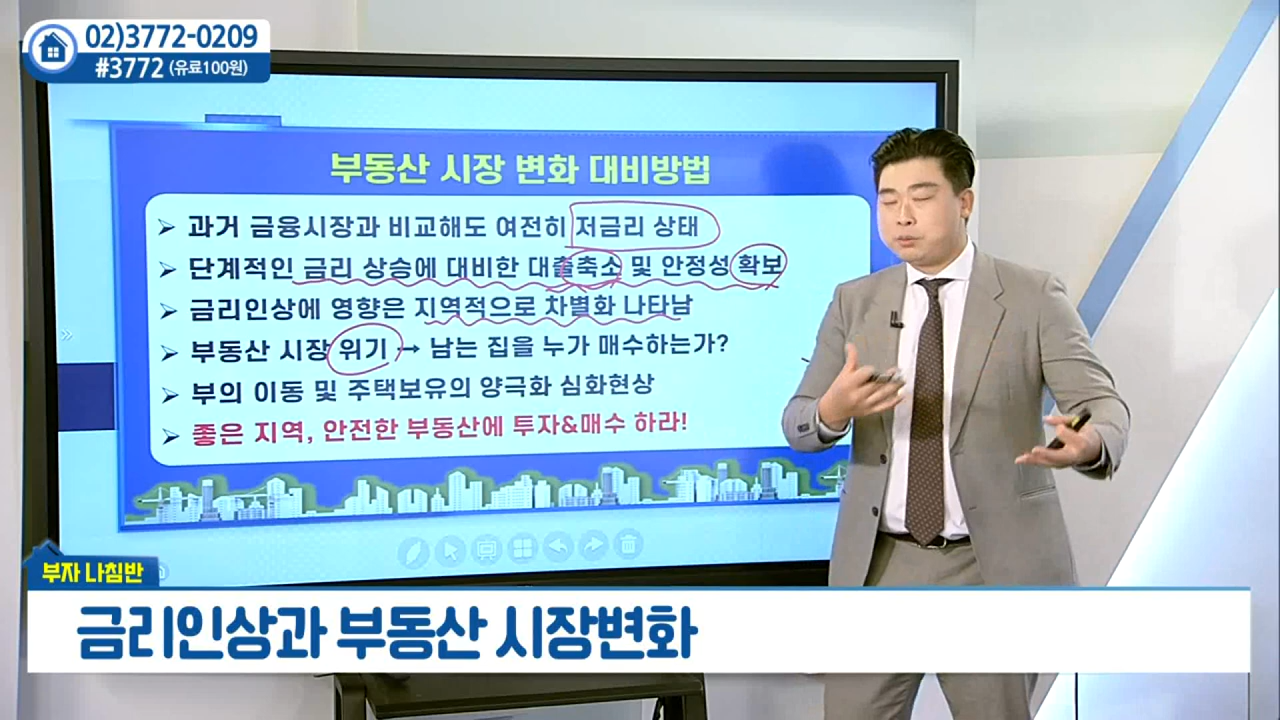 02)3772-0209
#3772 (유료100원)
부동산 시장 변화 대비방법
➢ 과거 금융시장과 비교해도 여전히 저금리 상태
➢ 단계적인 금리 상승에 대비한 대출축소 및 안정성 확보
➢ 금리인상에 영향은 지역적으로 차별화 나타남
➢ 부동산 시장 위기 → 남는 집을 누가 매수하는가?
➢ 부의 이동 및 주택보유의 양극화 심화현상
➢ 좋은 지역, 안전한 부동산에 투자&매수 하라!
부자 나침반
금리인상과 부동산 시장변화